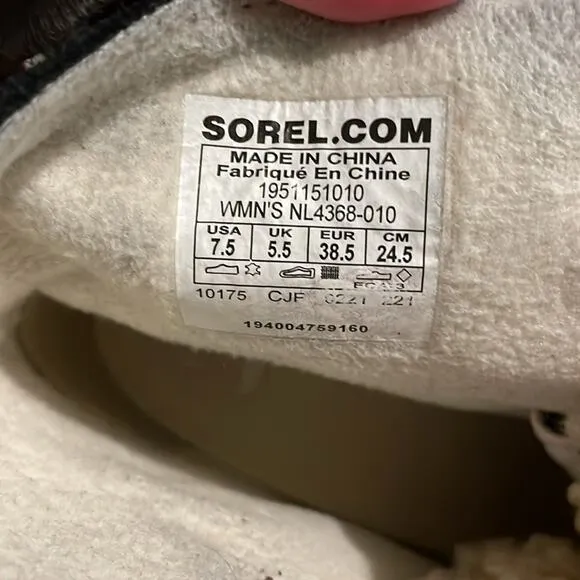 SOREL.COM
MADE IN CHINA
Fabriqué En Chine
1951151010
WMN'S NL4368-010
USA UK EUR CM
7.5 5.5 38.5 24.5
10175 CJF 221
194004759160